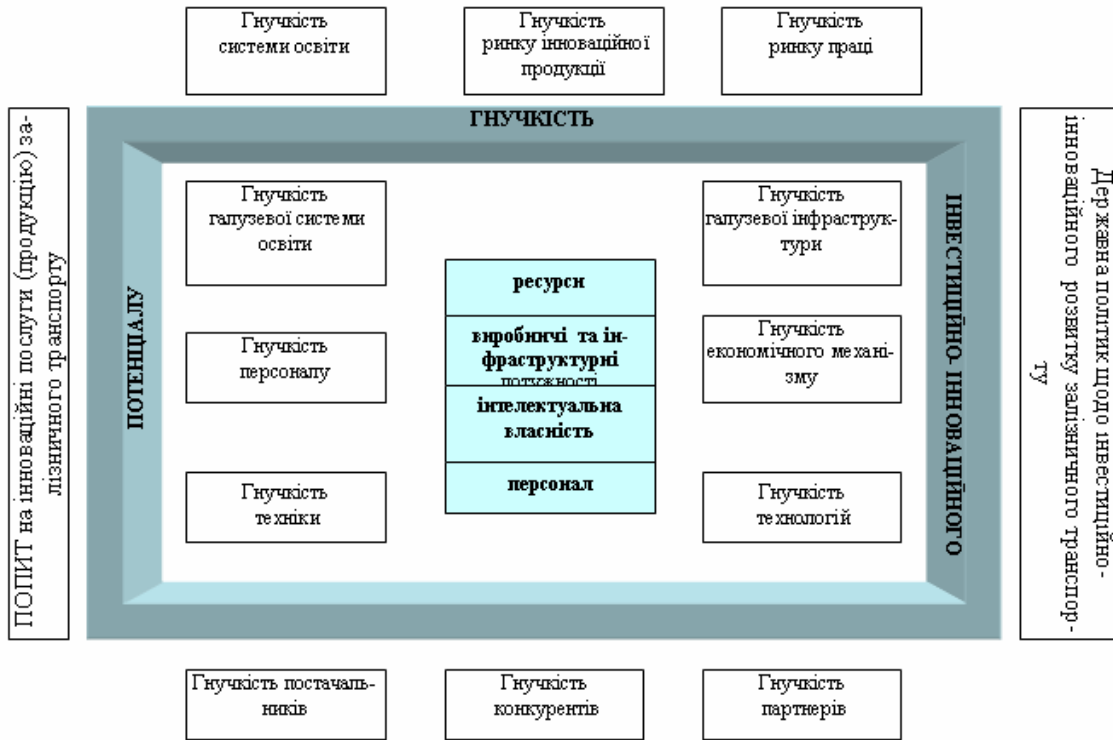 Гнучкість
системи освіти
Гнучкість
ринку інноваційної
продукції
Гнучкість
ринку праці
ПОПИТ на інноваційні послуги (продукцію) за-
лізничного транспорту
ГНУЧКІСТЬ
ПОТЕНЦІАЛУ
ІНВЕСТИЦІЙНО- ІННОВАЦІЙНОГО
Гнучкість
галузевої системи
освіти
Гнучкість
персоналу
Гнучкість
техніки
ресурси
виробничі та ін-
фраструктурні
потужності
інтелектуальна
власність
персонал
Гнучкість
галузевої інфраструк-
тури
Гнучкість
економічного механі-
зму
Гнучкість
технологій
Державна політик щодо інвестиційно-
інноваційного розвитку залізничного транспор-
ту
Гнучкість постачаль-
ників
Гнучкість
конкурентів
Гнучкість
партнерів